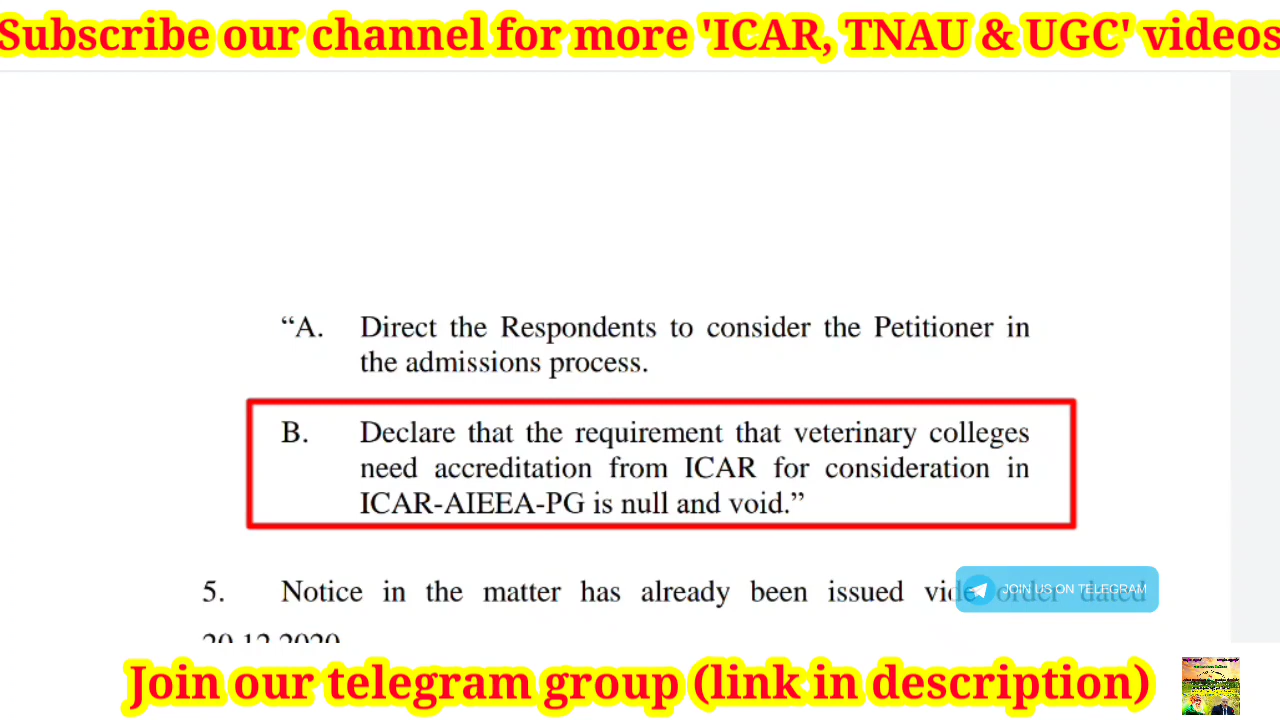 Subscribe our channel for more 'ICAR, TNAU & UGC' videos
“A. Direct the Respondents to consider the Petitioner in
the admissions process.
B. Declare that the requirement that veterinary colleges
need accreditation from ICAR for consideration in
ICAR-AIEEA-PG is null and void.”
5. Notice in the matter has already been issued vide order dated
JOIN US ON TELEGRAM
Join our telegram group (link in description)